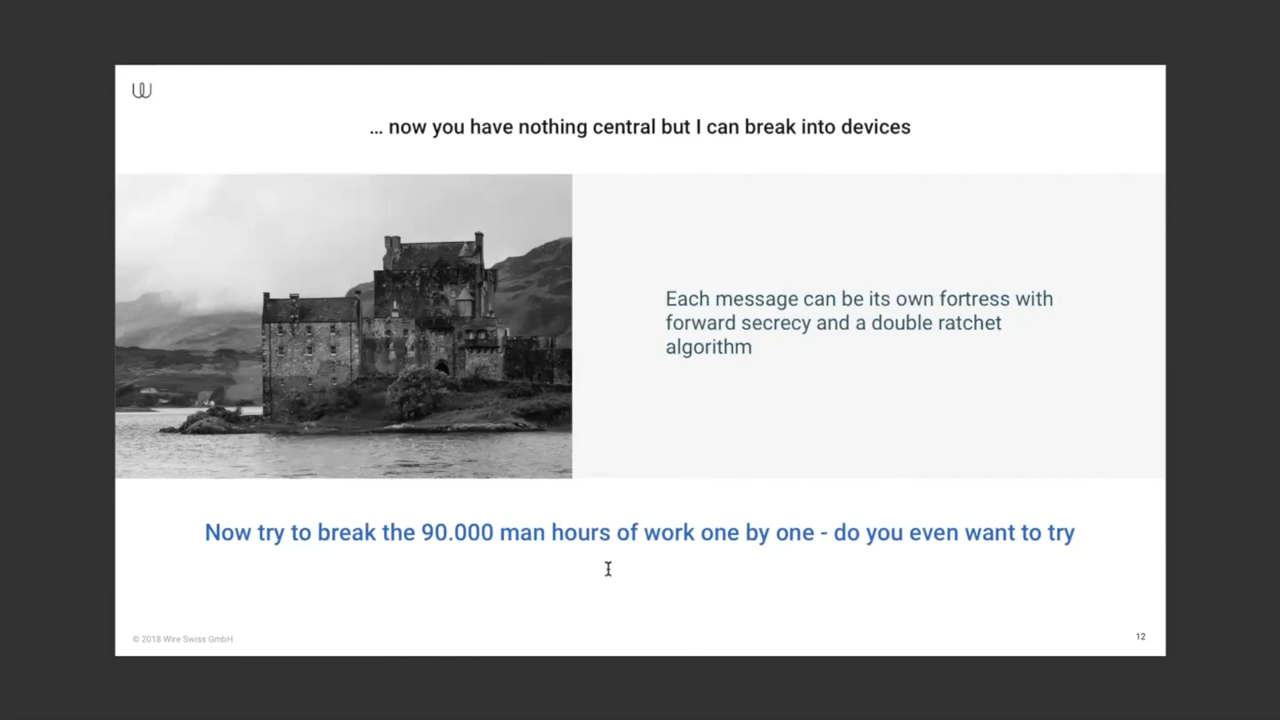 … now you have nothing central but I can break into devices
Each message can be its own fortress with
forward secrecy and a double ratchet
algorithm
Now try to break the 90.000 man hours of work one by one - do you even want to try
© 2018 Wire Swiss GmbH
12